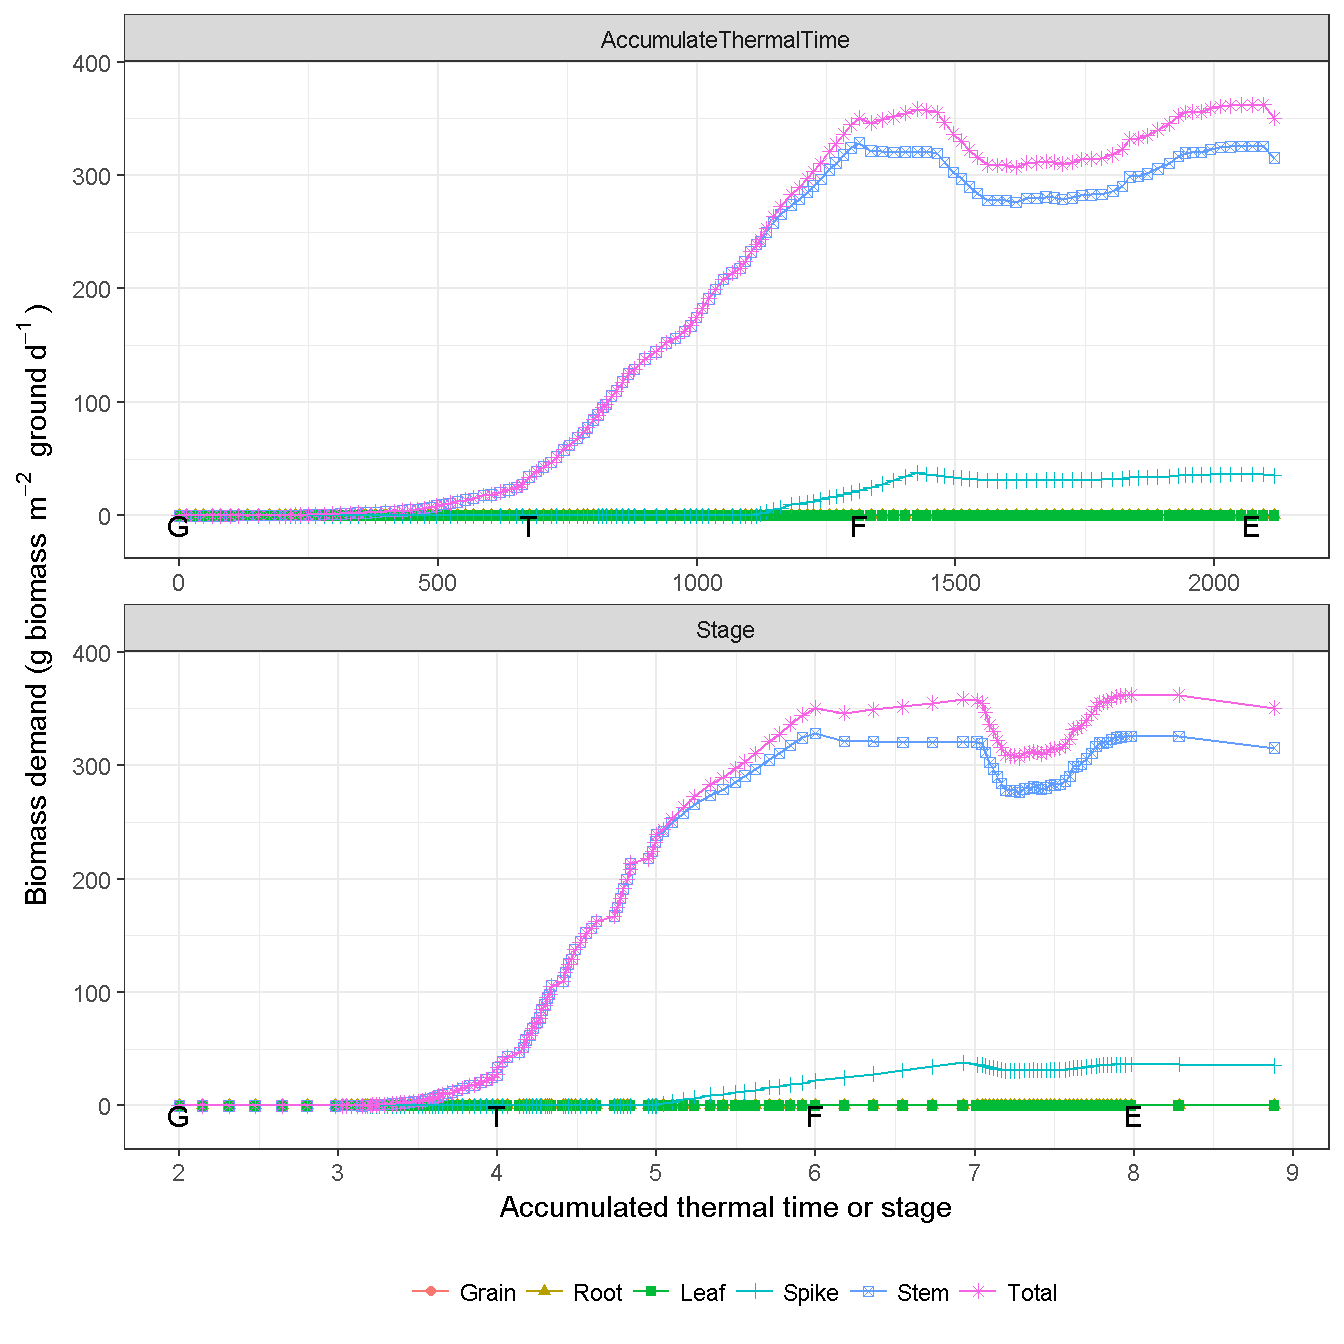 AccumulateThermalTime
400
300
200
100
0
G T F E
0 500 1000 1500 2000
Stage
400
300
200
100
0
G T F E
2 3 4 5 6 7 8 9
Biomass demand (g biomass m⁻² ground d⁻¹)
Accumulated thermal time or stage
Grain Root Leaf Spike Stem Total